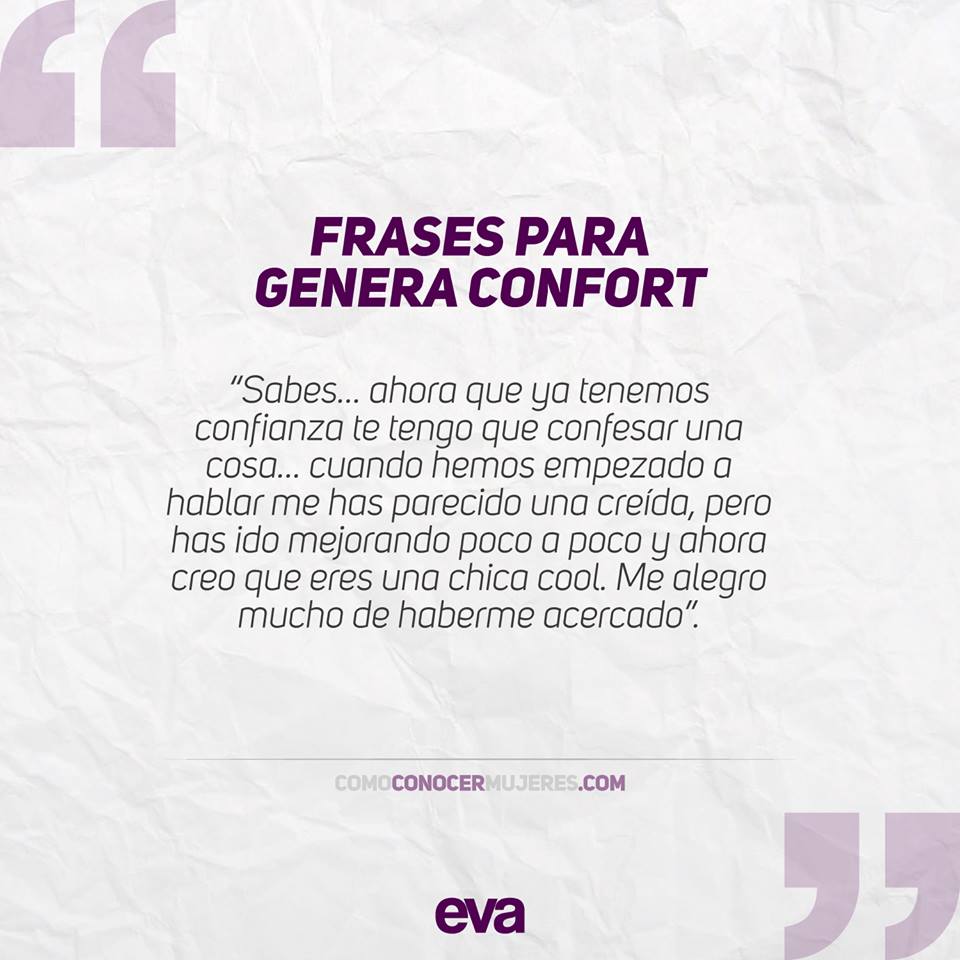 FRASES PARA
GENERA CONFORT
“Sabes... ahora que ya tenemos
confianza te tengo que confesar una
cosa... cuando hemos empezado a
hablar me has parecido una creída, pero
has ido mejorando poco a poco y ahora
creo que eres una chica cool. Me alegro
mucho de haberme acercado”.
COMOCONOCERMUJERES.COM
eva